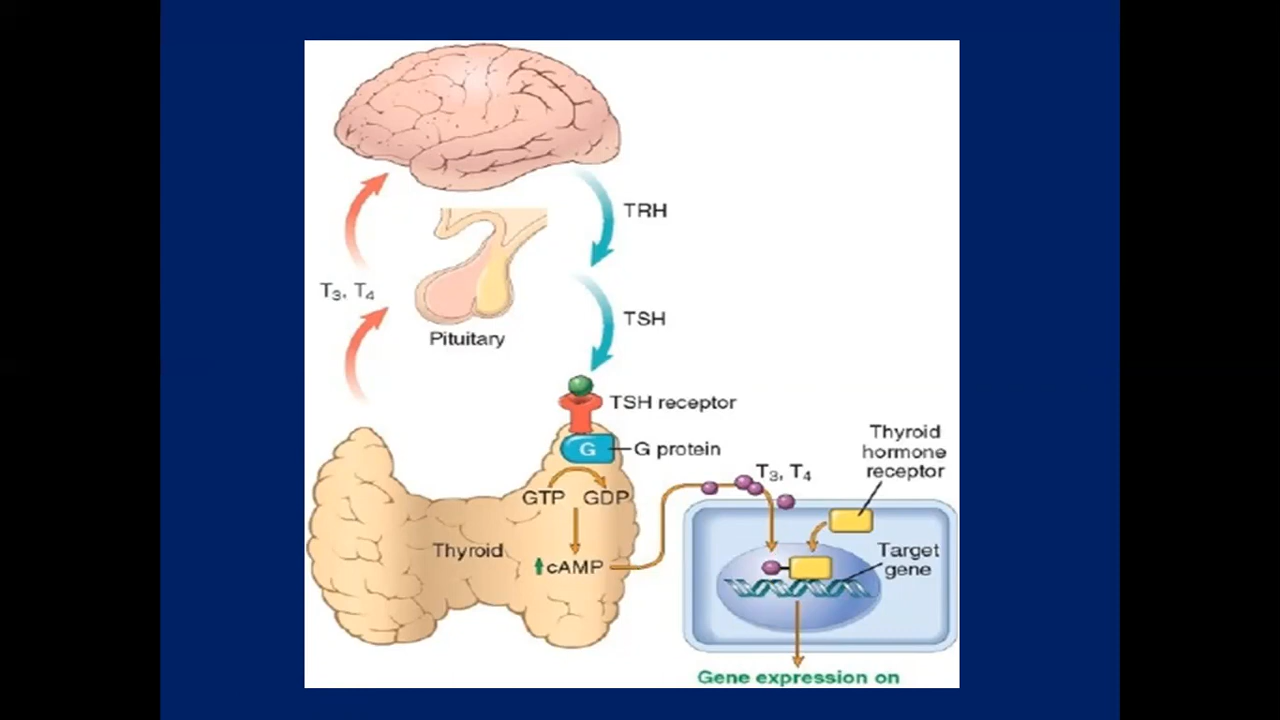 TRH
T3, T4
TSH
Pituitary
TSH receptor
G
G protein
Thyroid
hormone
receptor
T3, T4
GTP GDP
Thyroid
cAMP
Target
gene
Gene expression on